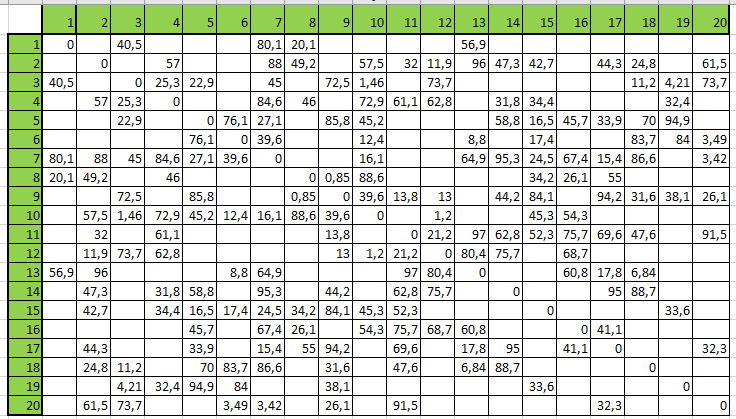 1 2 3 4 5 6 7 8 9 10 11 12 13 14 15 16 17 18 19 20
1 0 40,5 80,1 20,1 56,9
2 0 57 88 49,2 57,5 32 11,9 96 47,3 42,7 44,3 24,8 61,5
3 40,5 0 25,3 22,9 45 72,5 1,46 73,7 11,2 4,21 73,7
4 57 25,3 0 84,6 46 72,9 61,1 62,8 31,8 34,4 32,4
5 22,9 0 76,1 27,1 85,8 45,2 58,8 16,5 45,7 33,9 70 94,9
6 76,1 0 39,6 12,4 8,8 17,4 83,7 84 3,49
7 80,1 88 45 84,6 27,1 39,6 0 16,1 64,9 95,3 24,5 67,4 15,4 86,6 3,42
8 20,1 49,2 46 0 0,85 88,6 34,2 26,1 55
9 72,5 85,8 0,85 0 39,6 13,8 13 44,2 84,1 94,2 31,6 38,1 26,1
10 57,5 1,46 72,9 45,2 12,4 16,1 88,6 39,6 0 1,2 45,3 54,3
11 32 61,1 13,8 0 21,2 97 62,8 52,3 75,7 69,6 47,6 91,5
12 11,9 73,7 62,8 13 1,2 21,2 0 80,4 75,7 68,7
13 56,9 96 8,8 64,9 97 80,4 0 60,8 17,8 6,84
14 47,3 31,8 58,8 95,3 44,2 62,8 75,7 0 95 88,7
15 42,7 34,4 16,5 17,4 24,5 34,2 84,1 45,3 52,3 0 33,6
16 45,7 67,4 26,1 54,3 75,7 68,7 60,8 0 41,1
17 44,3 33,9 15,4 55 94,2 69,6 17,8 95 41,1 0 32,3
18 24,8 11,2 70 83,7 86,6 31,6 47,6 6,84 88,7 0
19 4,21 32,4 94,9 84 38,1 33,6 0
20 61,5 73,7 3,49 3,42 26,1 91,5 32,3 0